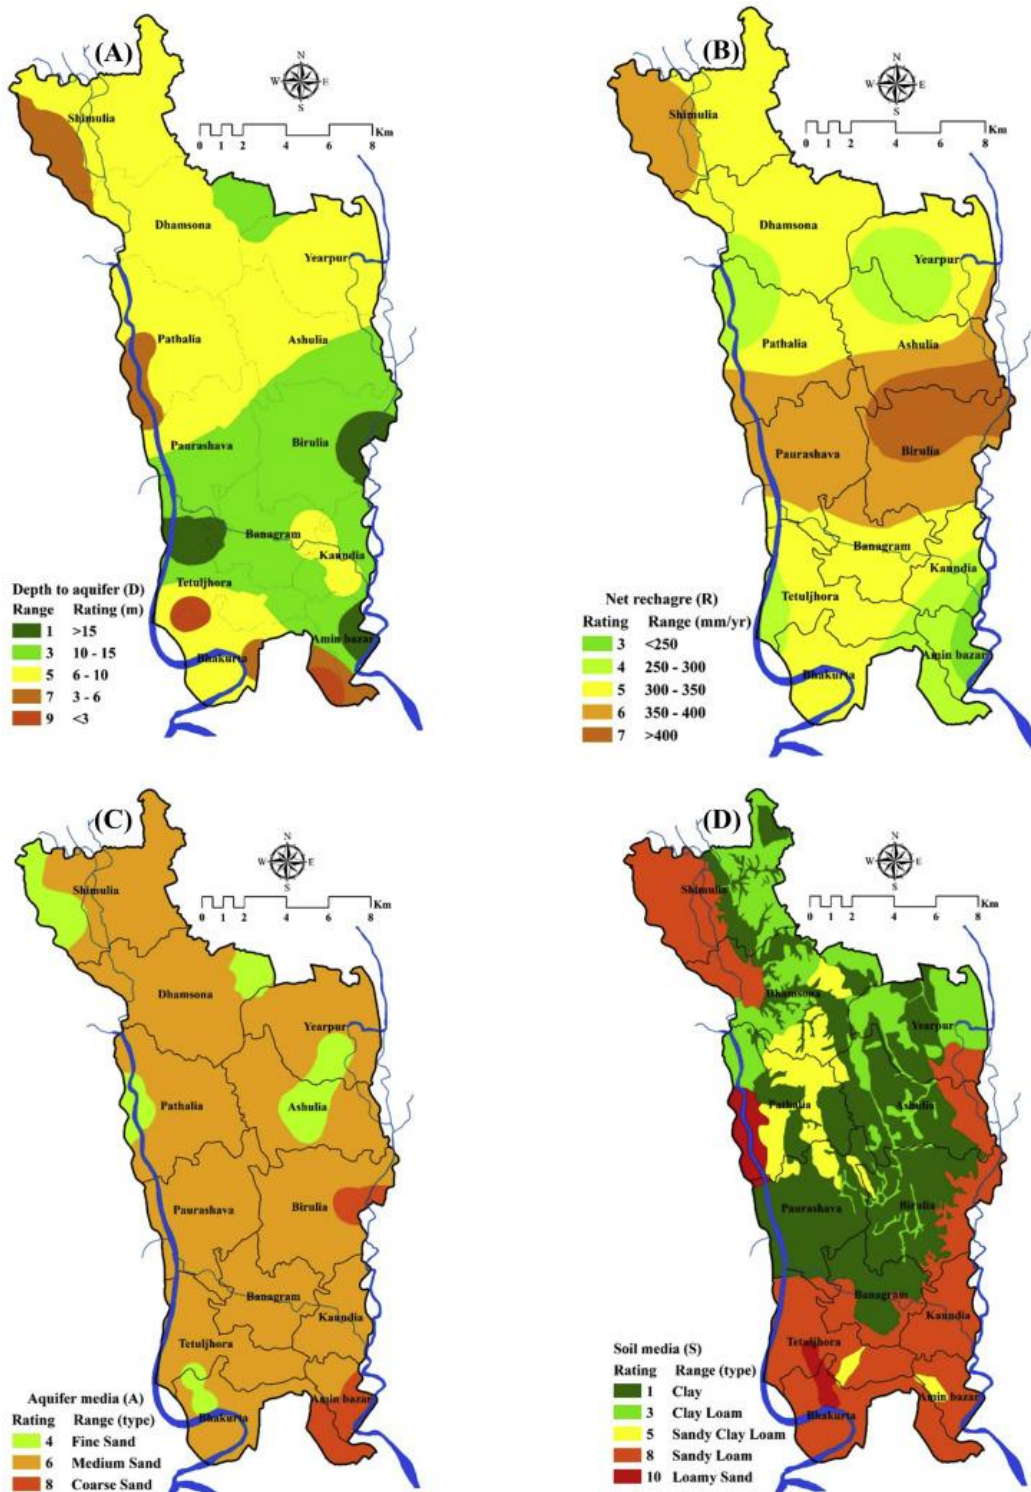 (A)
N
W E
S
Km
0 2 4 6 8
Shimulia
Dhamsona
Yearpur
Pathalia
Ashulia
Paurashava
Birulia
Banagram
Kaundia
Tetuljhora
Amin bazar
Bhakurta
Depth to aquifer (D)
Range Rating (m)
1 >15
3 10 - 15
5 6 - 10
7 3 - 6
9 <3
(B)
N
W E
S
Km
0 2 4 6 8
Shimulia
Dhamsona
Yearpur
Pathalia
Ashulia
Paurashava
Birulia
Banagram
Kaundia
Tetuljhora
Amin bazar
Bhakurta
Net rechagre (R)
Rating Range (mm/yr)
3 <250
4 250 - 300
5 300 - 350
6 350 - 400
7 >400
(C)
N
W E
S
Km
0 2 4 6 8
Shimulia
Dhamsona
Yearpur
Pathalia
Ashulia
Paurashava
Birulia
Banagram
Kaundia
Tetuljhora
Amin bazar
Bhakurta
Aquifer media (A)
Rating Range (type)
4 Fine Sand
6 Medium Sand
8 Coarse Sand
(D)
N
W E
S
Km
0 2 4 6 8
Shimulia
Dhamsona
Yearpur
Pathalia
Ashulia
Paurashava
Birulia
Banagram
Kaundia
Tetuljhora
Amin bazar
Bhakurta
Soil media (S)
Rating Range (type)
1 Clay
3 Clay Loam
5 Sandy Clay Loam
8 Sandy Loam
10 Loamy Sand